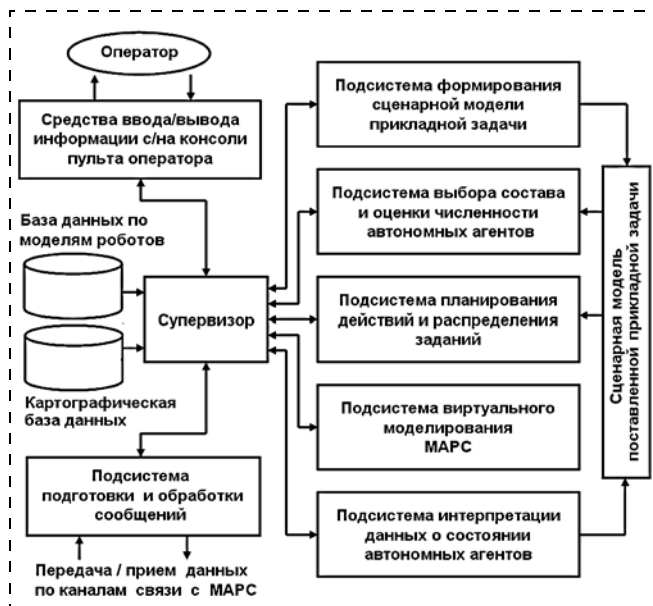 Оператор
Средства ввода/вывода
информации с/на консоли
пульта оператора
База данных по
моделям роботов
Супервизор
Картографическая
база данных
Подсистема
подготовки и обработки
сообщений
Передача / прием данных
по каналам связи с МАРС
Подсистема формирования
сценарной модели
прикладной задачи
Подсистема выбора состава
и оценки численности
автономных агентов
Подсистема планирования
действий и распределения
заданий
Подсистема виртуального
моделирования
МАРС
Подсистема интерпретации
данных о состоянии
автономных агентов
Сценарная модель
поставленной прикладной задачи